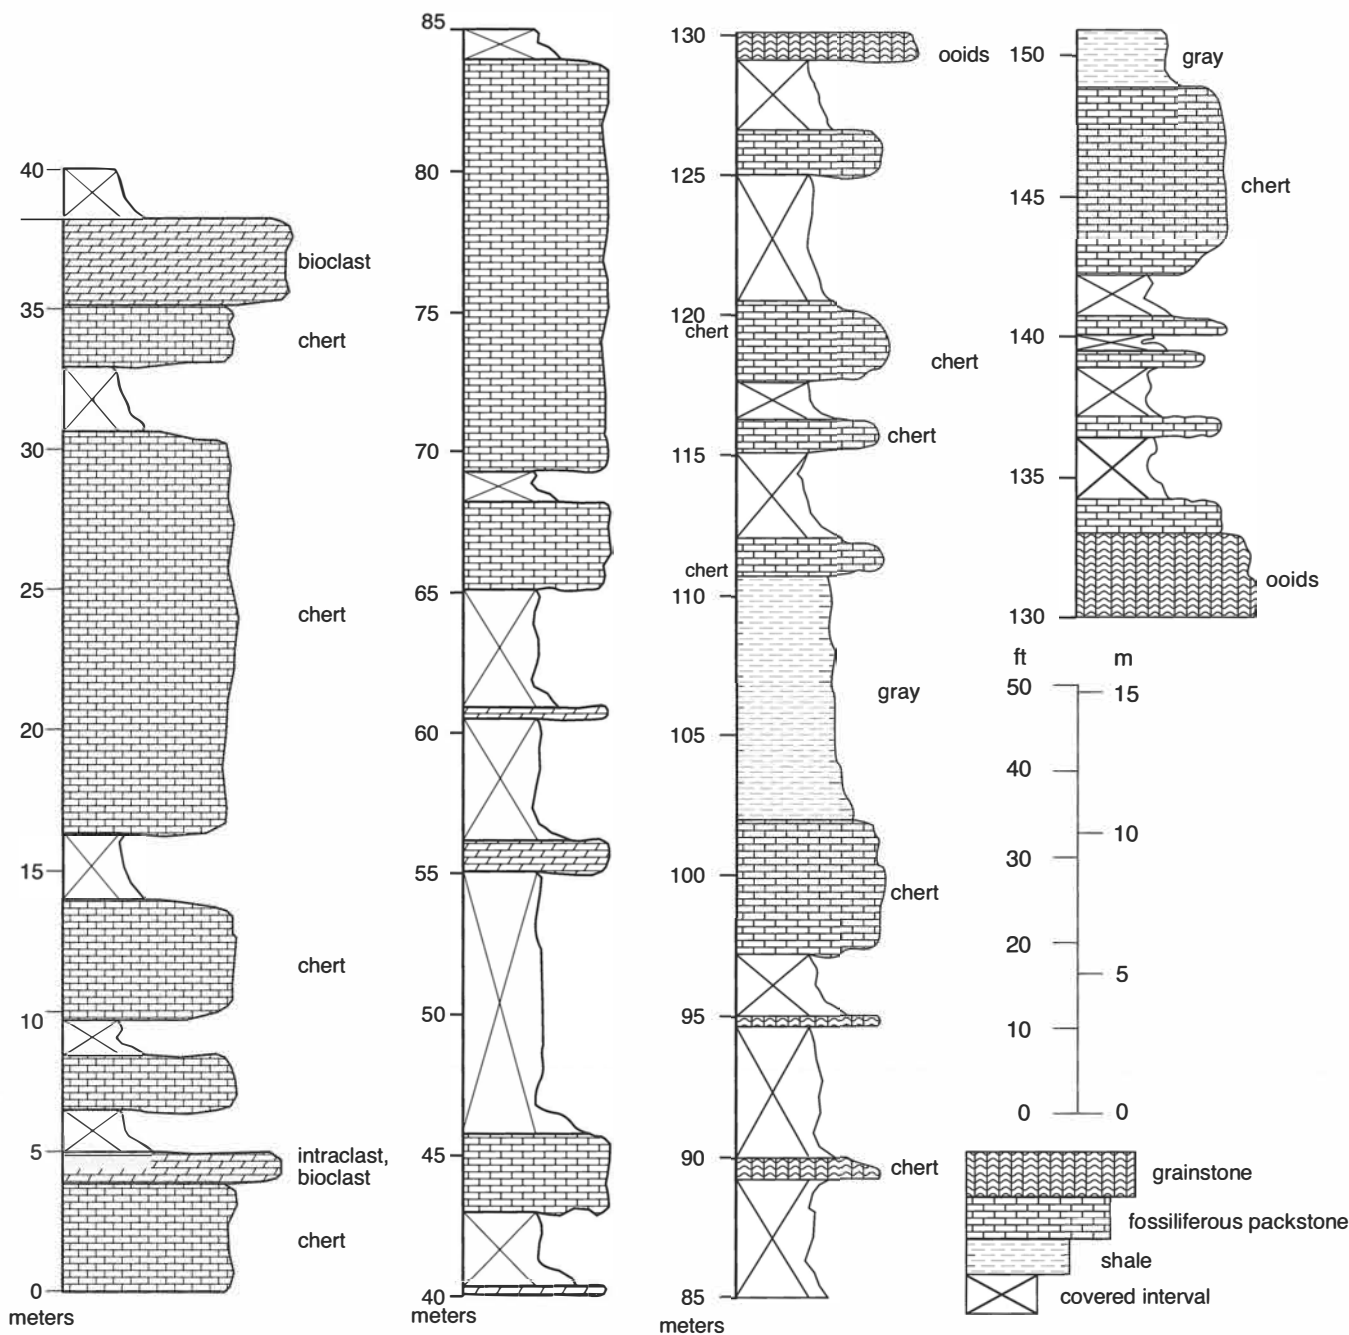 40
bioclast
35
chert
30
25
chert
20
15
chert
10
5
intraclast,
bioclast
chert
0
meters
85
80
75
70
65
60
55
50
45
40
meters
130
ooids
125
120
chert
chert
chert
115
chert
110
gray
105
100
chert
95
90
chert
85
meters
150
gray
145
chert
140
135
ooids
130
ft
m
50
15
40
10
30
20
5
10
0
0
grainstone
fossiliferous packstone
shale
covered interval